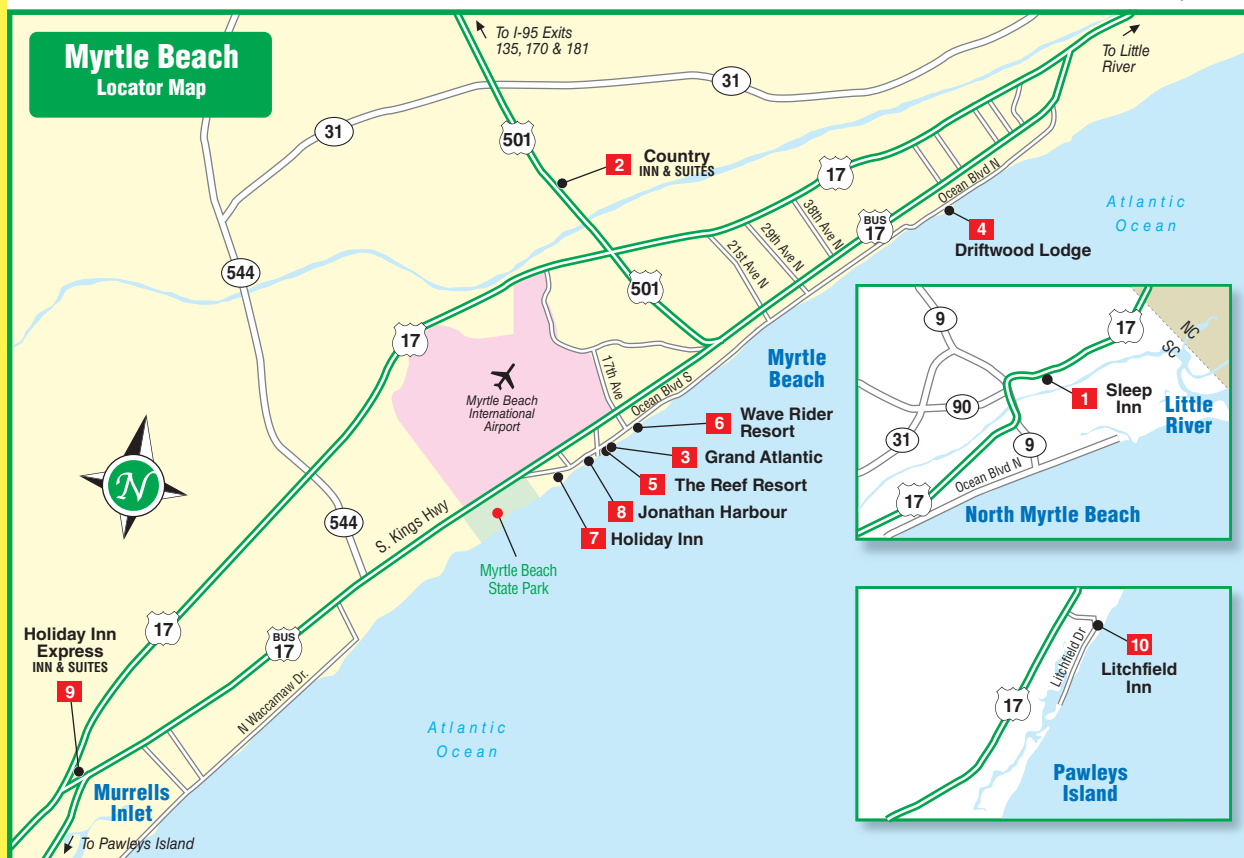 Myrtle Beach
Locator Map
To I-95 Exits
135, 170 & 181
To Little
River
31
31
501
2
Country
INN & SUITES
17
Ocean Blvd N
38th Ave N
29th Ave N
21st Ave N
BUS
17
4
Driftwood Lodge
Atlantic
Ocean
544
501
17
Myrtle Beach
International
Airport
17th Ave
Ocean Blvd S
Myrtle
Beach
6
Wave Rider
Resort
3
Grand Atlantic
5
The Reef Resort
8
Jonathan Harbour
7
Holiday Inn
N
544
S. Kings Hwy
Myrtle Beach
State Park
17
BUS
17
Holiday Inn
Express
INN & SUITES
9
N Waccamaw Dr.
Atlantic
Ocean
Murrells
Inlet
To Pawleys Island
9
17
NC
SC
1
Sleep
Inn
Little
River
90
31
9
Ocean Blvd N
17
North Myrtle Beach
Litchfield Dr
10
Litchfield
Inn
17
Pawleys
Island